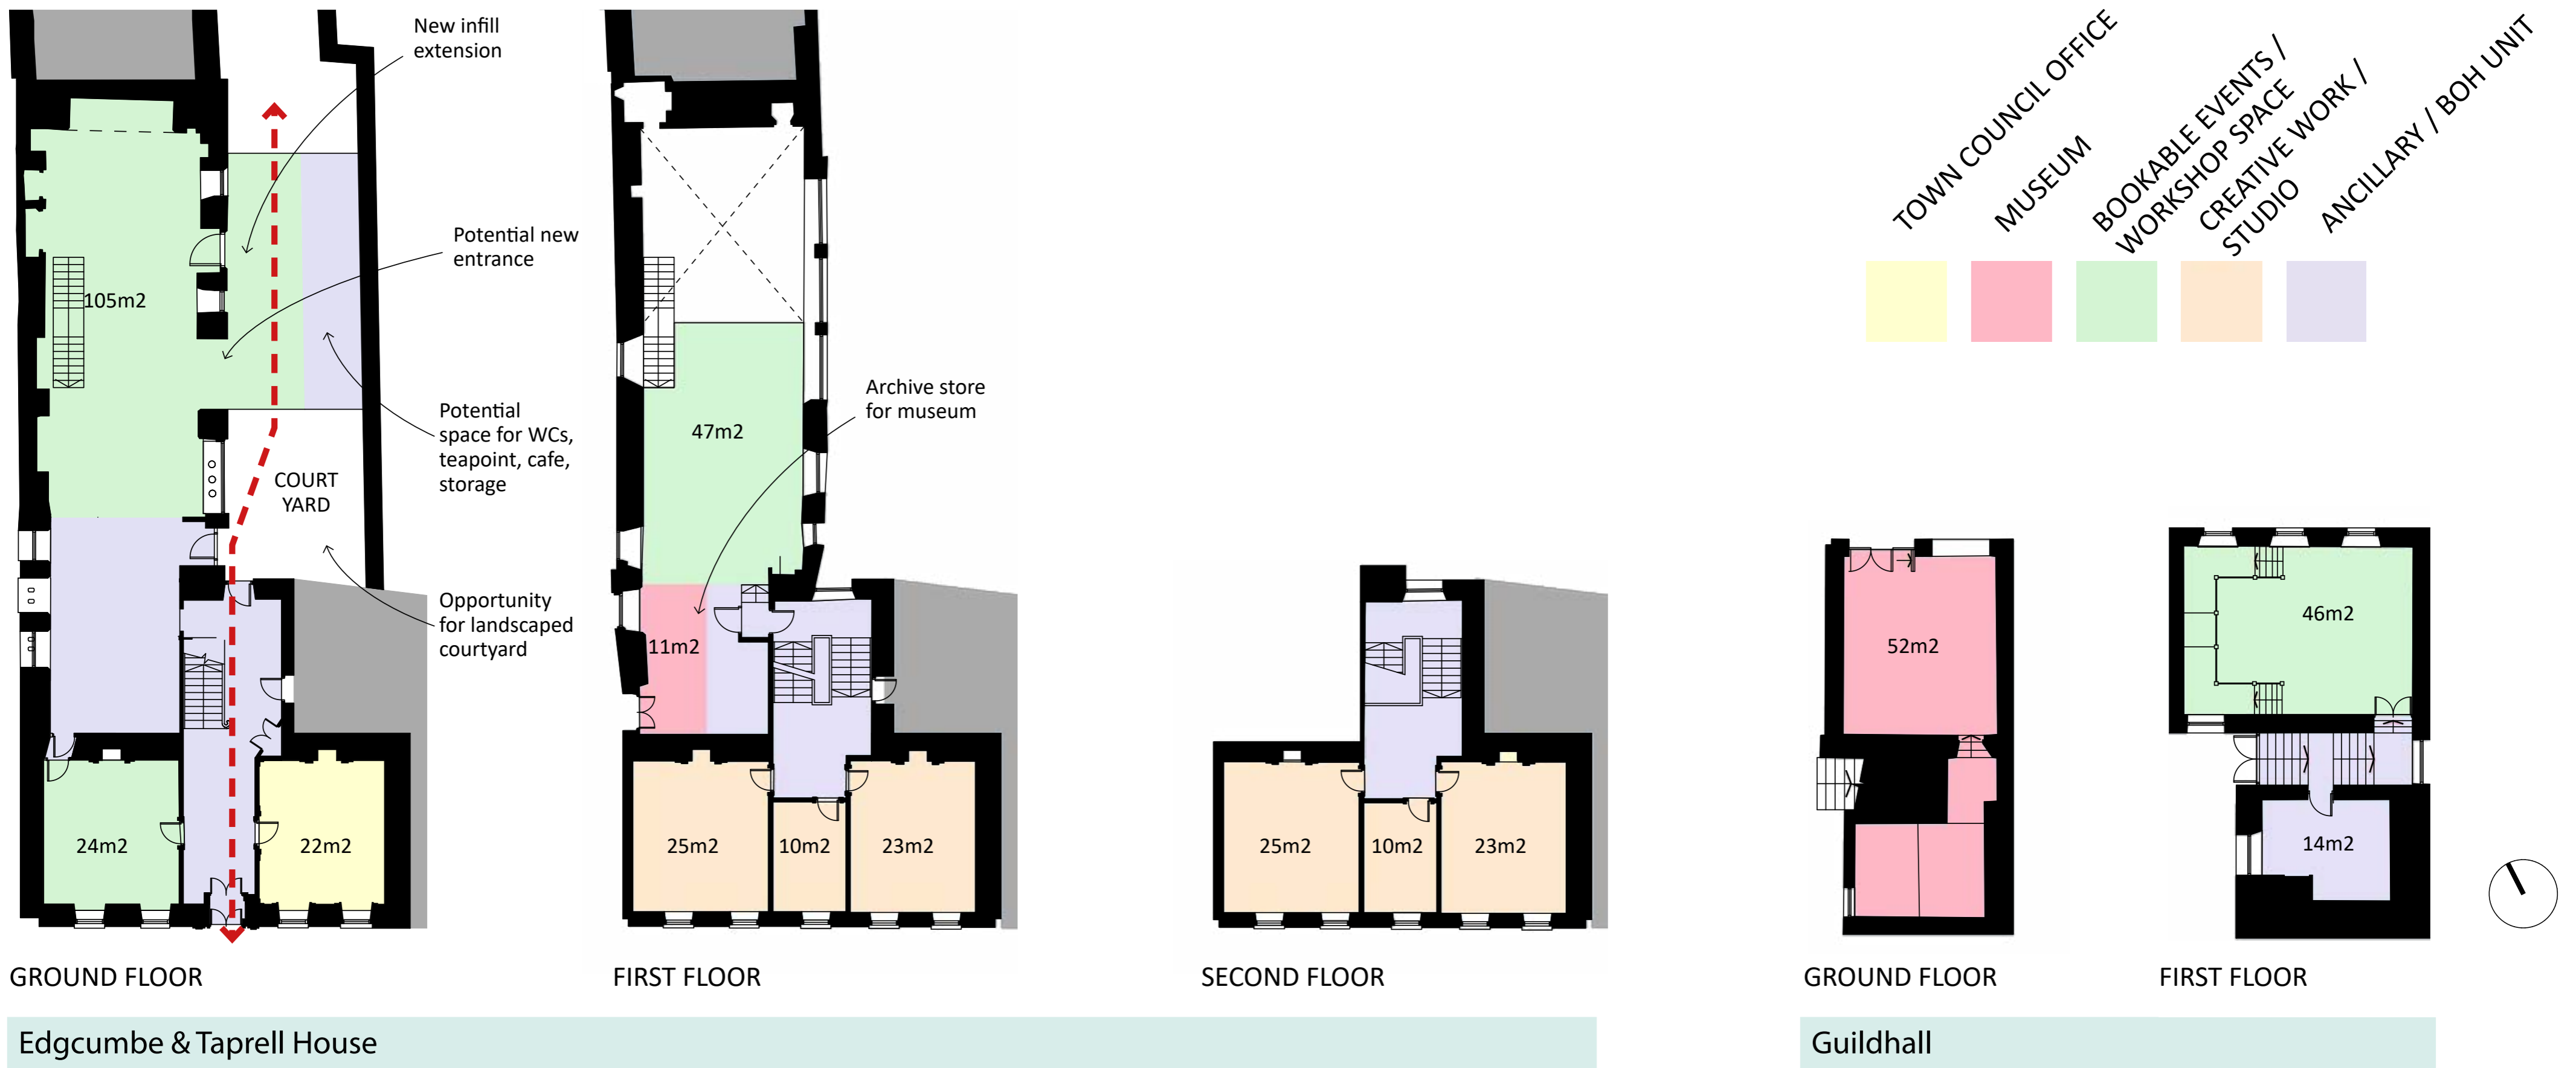 New infill
extension
Potential new
entrance
105m2
Potential
space for WCs,
teapoint, cafe,
storage
COURT
YARD
Opportunity
for landscaped
courtyard
24m2
22m2
GROUND FLOOR
Archive store
for museum
47m2
11m2
25m2
10m2
23m2
FIRST FLOOR
25m2
10m2
23m2
SECOND FLOOR
Edgcumbe & Taprell House
TOWN COUNCIL OFFICE
MUSEUM
BOOKABLE EVENTS /
WORKSHOP SPACE
CREATIVE WORK /
STUDIO
ANCILLARY / BOH UNIT
52m2
GROUND FLOOR
46m2
14m2
FIRST FLOOR
Guildhall